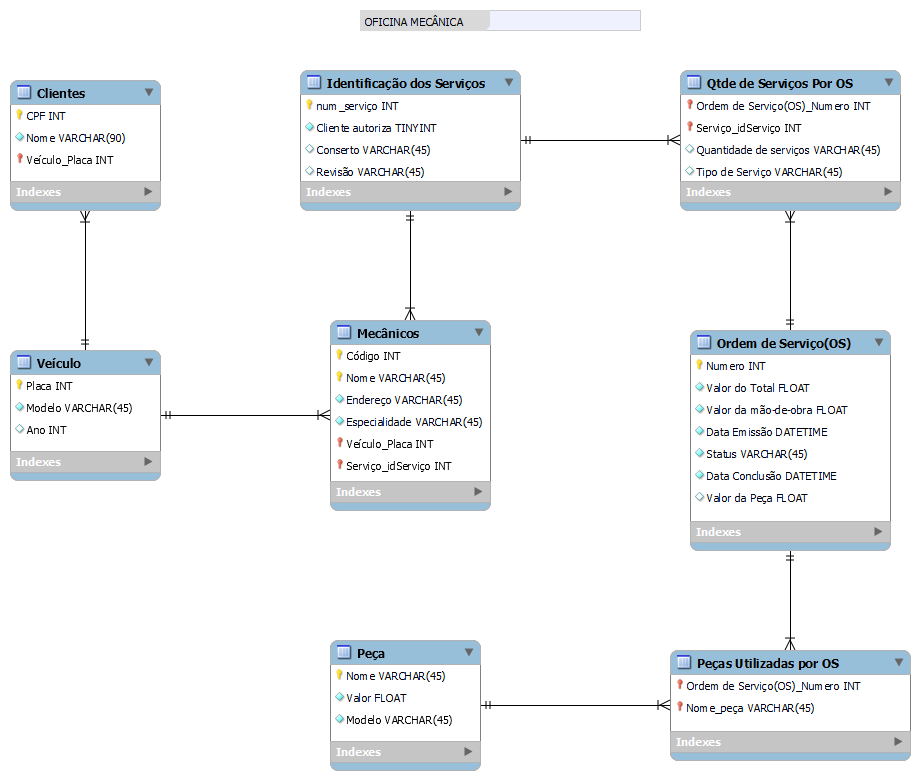 OFICINA MECÂNICA
Clientes
CPF INT
Nome VARCHAR(90)
Veículo_Placa INT
Indexes
Identificação dos Serviços
num_serviço INT
Cliente autoriza TINYINT
Conserto VARCHAR(45)
Revisão VARCHAR(45)
Indexes
Qtde de Serviços Por OS
Ordem de Serviço(OS)_Numero INT
Serviço_idServiço INT
Quantidade de serviços VARCHAR(45)
Tipo de Serviço VARCHAR(45)
Indexes
Veículo
Placa INT
Modelo VARCHAR(45)
Ano INT
Indexes
Mecânicos
Código INT
Nome VARCHAR(45)
Endereço VARCHAR(45)
Especialidade VARCHAR(45)
Veículo_Placa INT
Serviço_idServiço INT
Indexes
Ordem de Serviço(OS)
Numero INT
Valor do Total FLOAT
Valor da mão-de-obra FLOAT
Data Emissão DATETIME
Status VARCHAR(45)
Data Conclusão DATETIME
Valor da Peça FLOAT
Indexes
Peça
Nome VARCHAR(45)
Valor FLOAT
Modelo VARCHAR(45)
Indexes
Peças Utilizadas por OS
Ordem de Serviço(OS)_Numero INT
Nome_peça VARCHAR(45)
Indexes